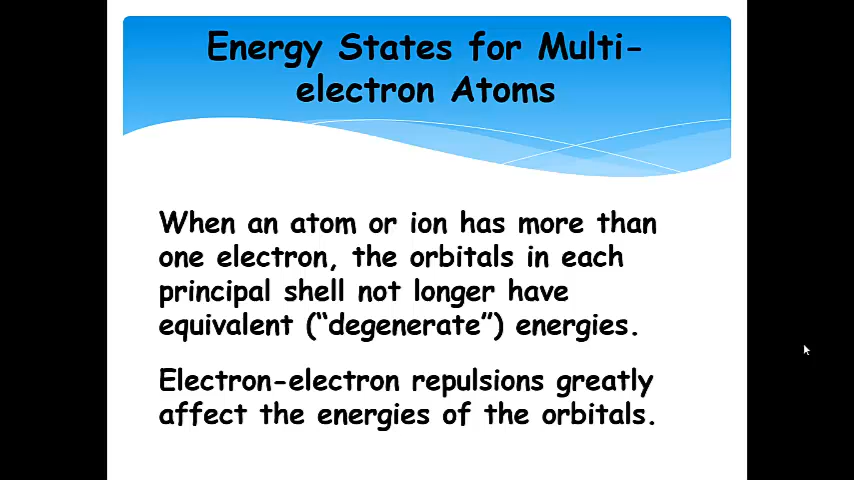 Energy States for Multi-
electron Atoms
When an atom or ion has more than
one electron, the orbitals in each
principal shell not longer have
equivalent (“degenerate”) energies.
Electron-electron repulsions greatly
affect the energies of the orbitals.